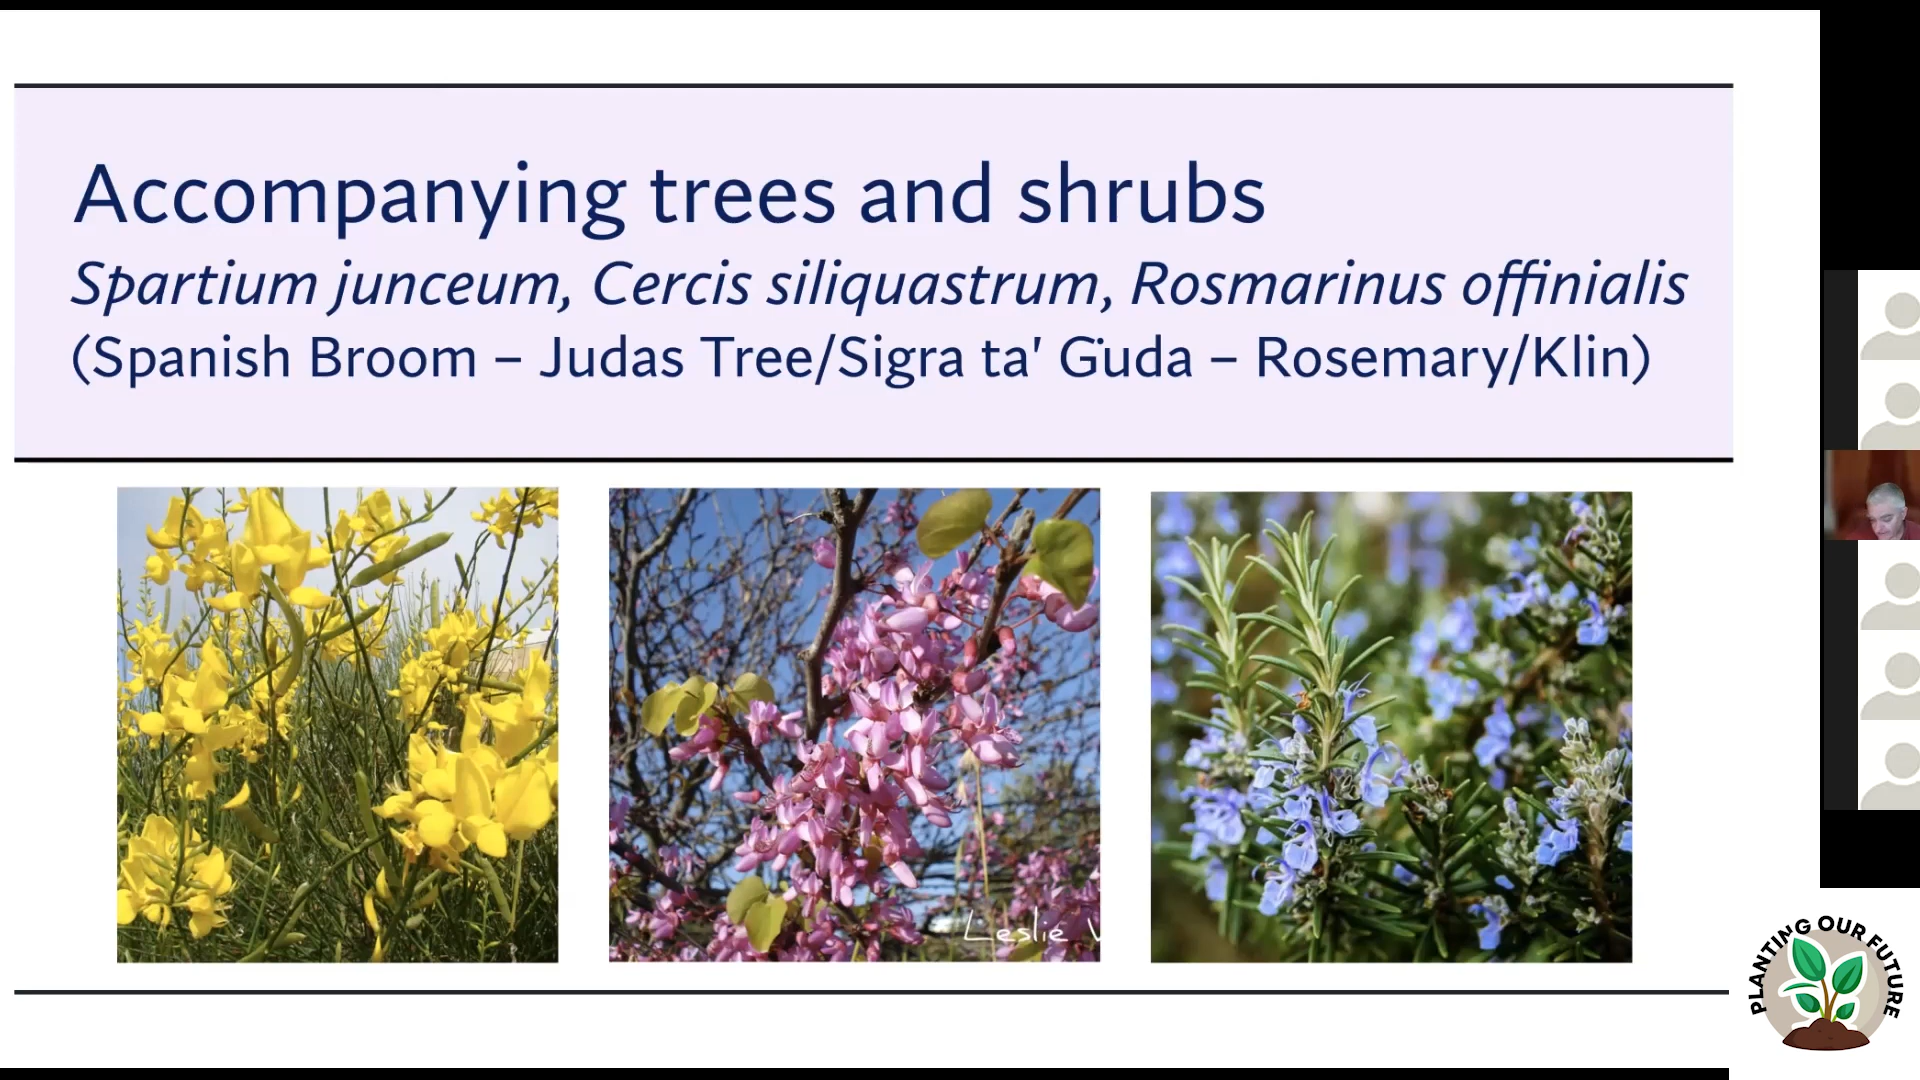 Accompanying trees and shrubs
Spartium junceum, Cercis siliquastrum, Rosmarinus offinialis
(Spanish Broom – Judas Tree/Sigra ta' Ġuda – Rosemary/Klin)
Leslie V
PLANTING OUR FUTURE